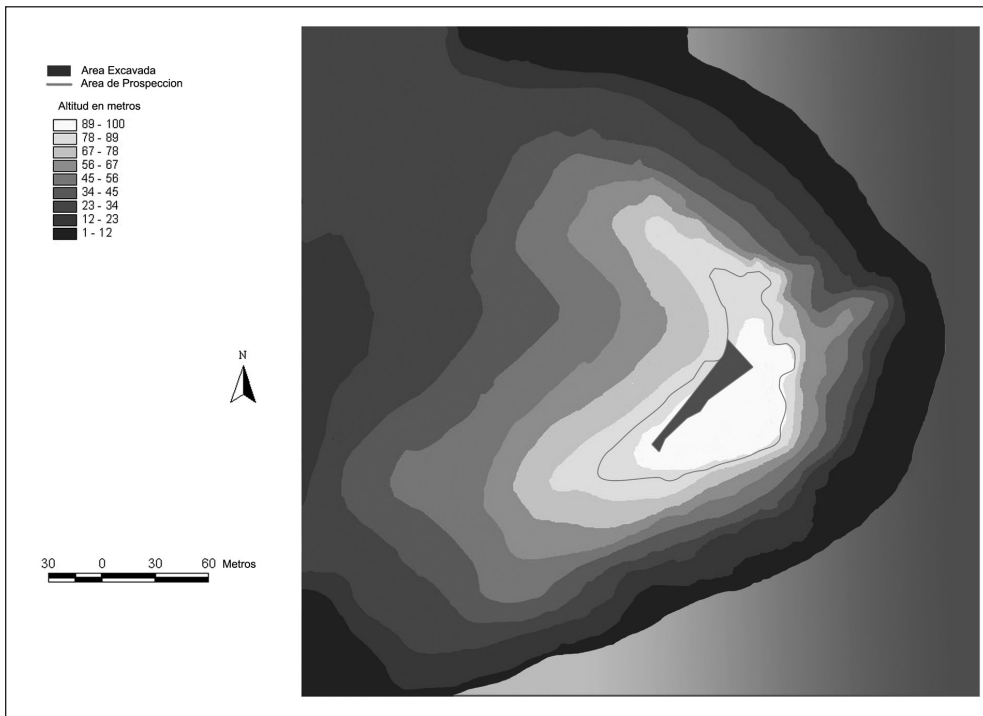 Area Excavada
Area de Prospeccion
Altitud en metros
89 - 100
78 - 89
67 - 78
56 - 67
45 - 56
34 - 45
23 - 34
12 - 23
1 - 12
N
30 0 30 60 Metros